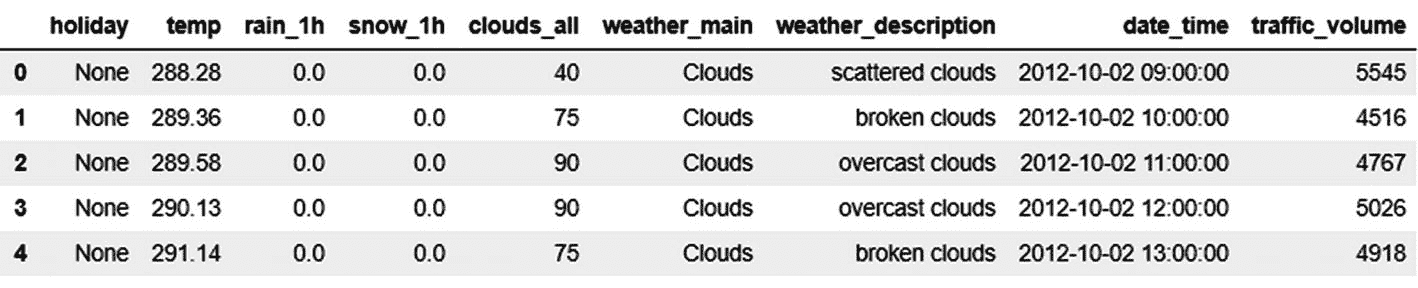 holiday temp rain_1h snow_1h clouds_all weather_main weather_description date_time traffic_volume
0 None 288.28 0.0 0.0 40 Clouds scattered clouds 2012-10-02 09:00:00 5545
1 None 289.36 0.0 0.0 75 Clouds broken clouds 2012-10-02 10:00:00 4516
2 None 289.58 0.0 0.0 90 Clouds overcast clouds 2012-10-02 11:00:00 4767
3 None 290.13 0.0 0.0 90 Clouds overcast clouds 2012-10-02 12:00:00 5026
4 None 291.14 0.0 0.0 75 Clouds broken clouds 2012-10-02 13:00:00 4918